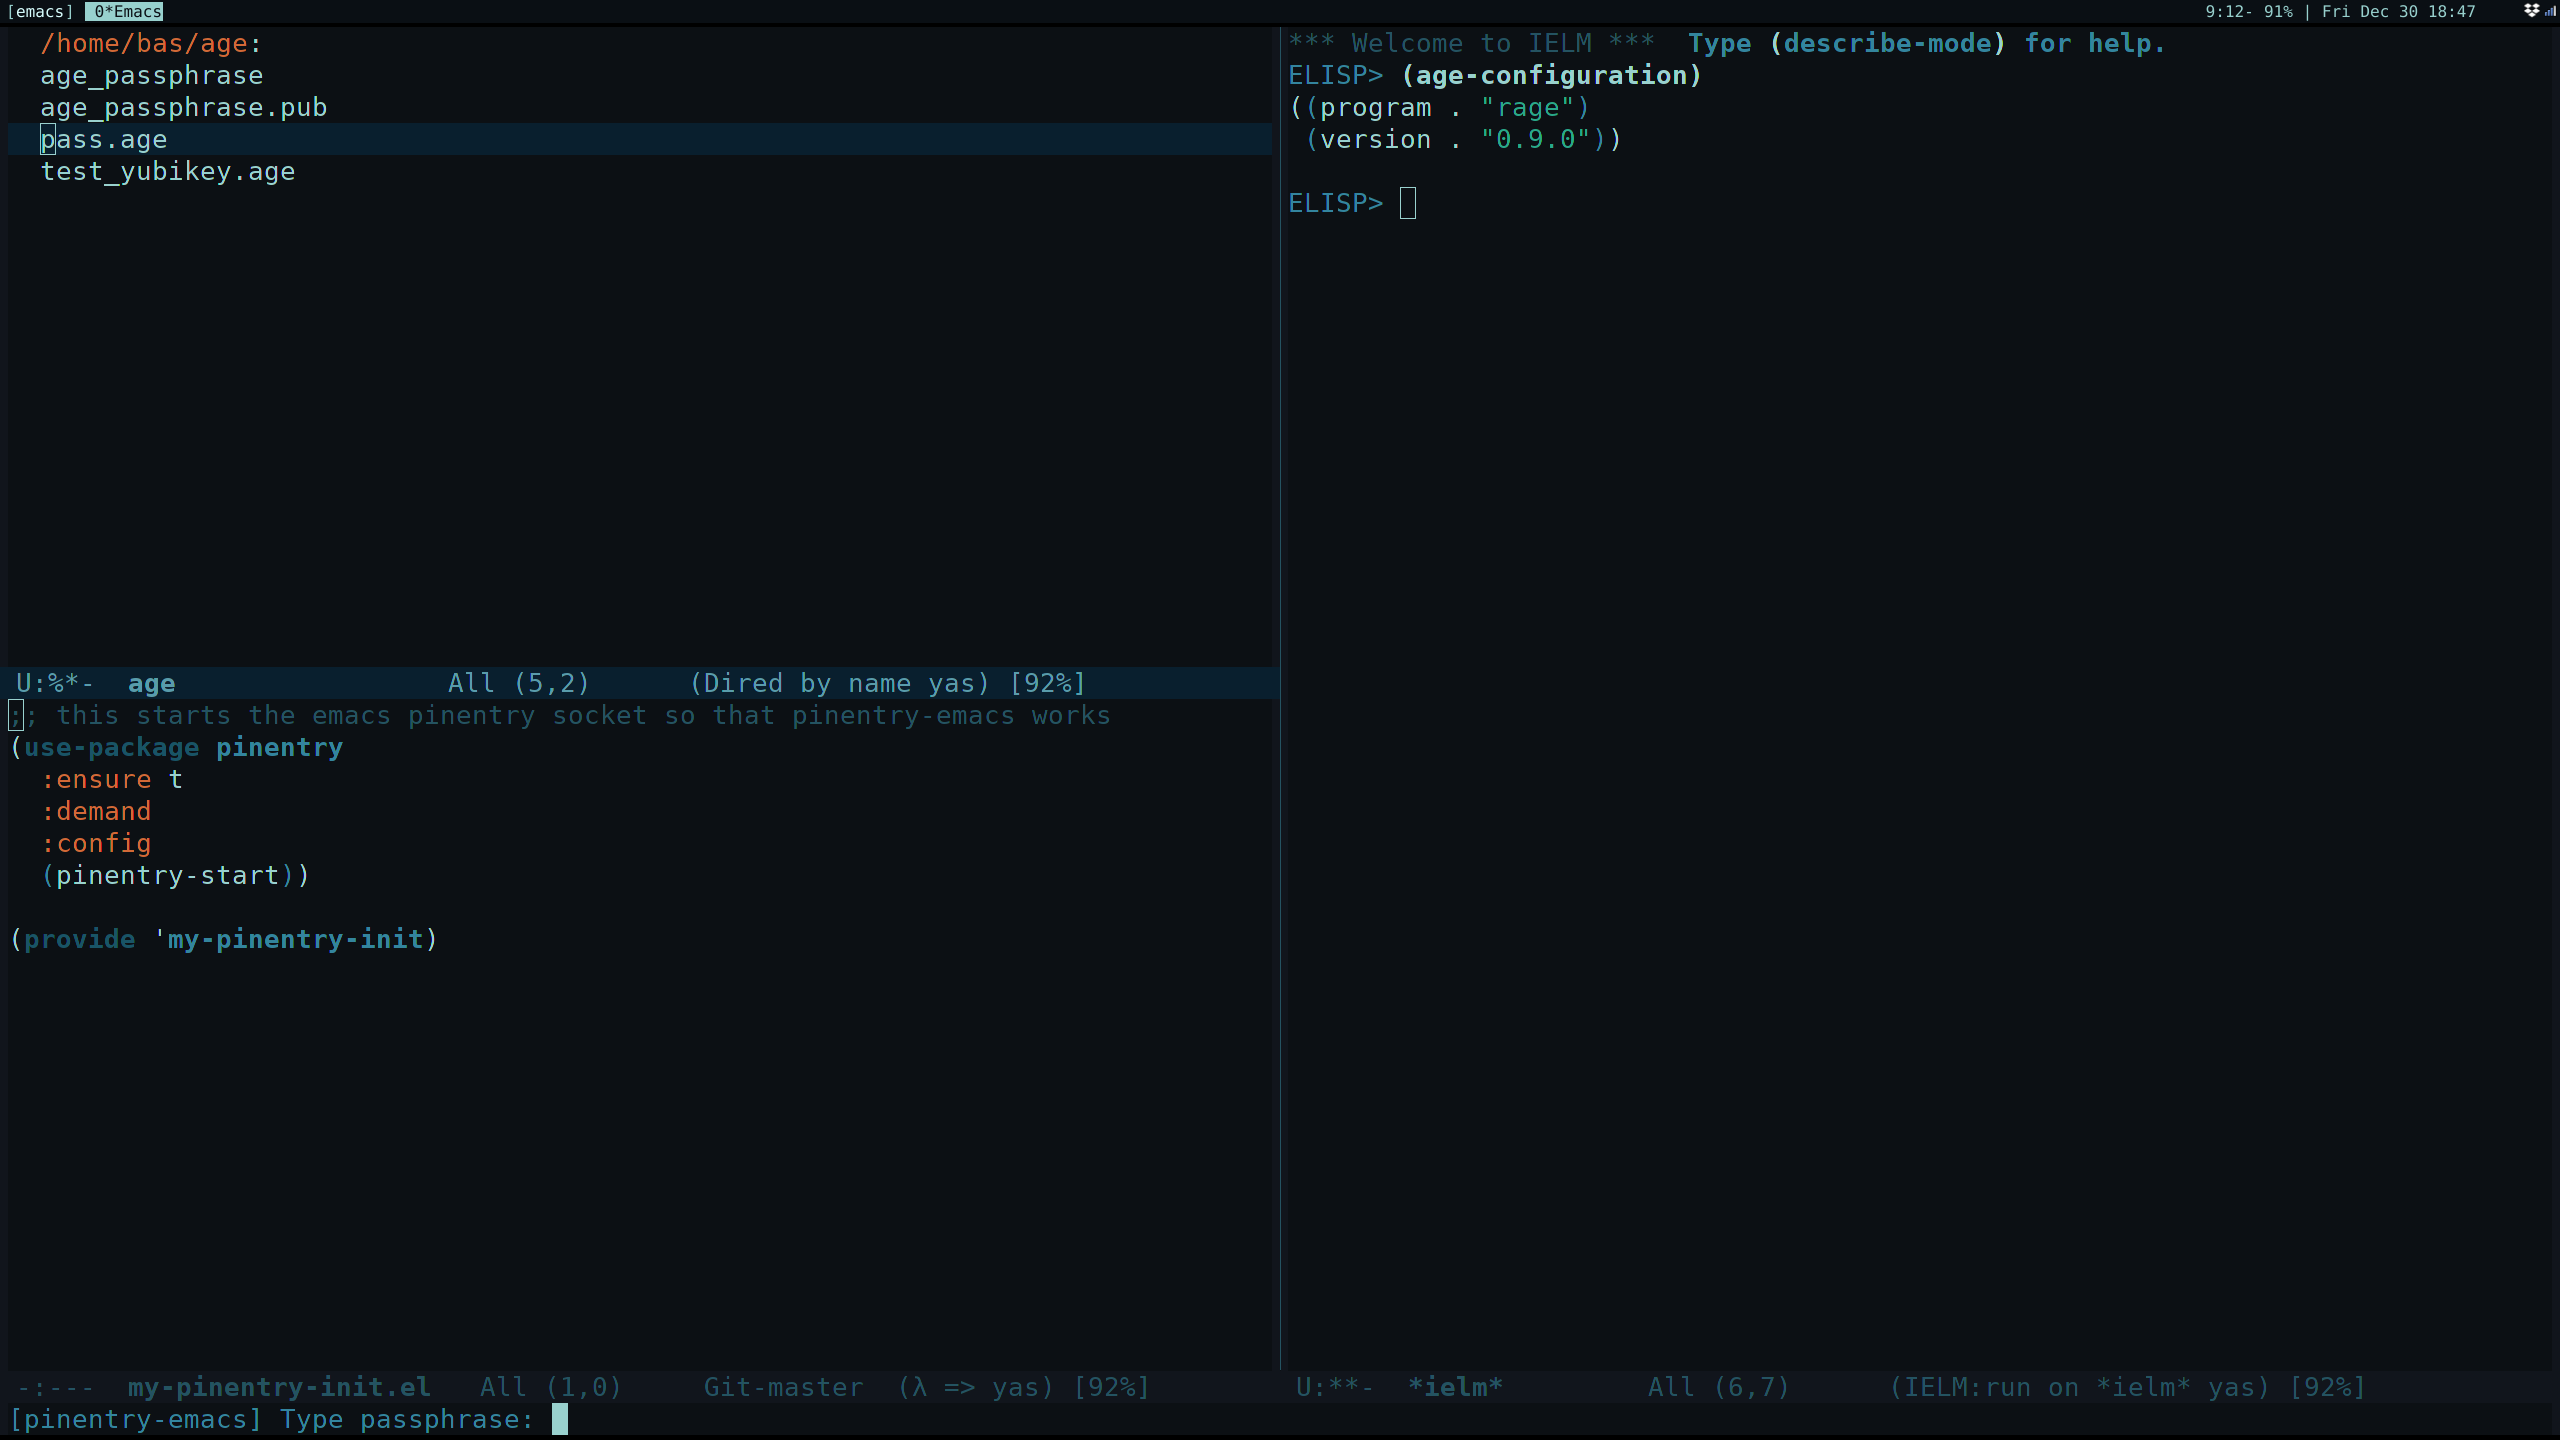 [emacs] 0*Emacs
9:12- 91% | Fri Dec 30 18:47
/home/bas/age:
age_passphrase
age_passphrase.pub
pass.age
test_yubikey.age
U:%*-  age                 All (5,2)      (Dired by name yas) [92%]
;; this starts the emacs pinentry socket so that pinentry-emacs works
(use-package pinentry
  :ensure t
  :demand
  :config
  (pinentry-start))
(provide 'my-pinentry-init)
-:---  my-pinentry-init.el   All (1,0)     Git-master  (λ => yas) [92%]
*** Welcome to IELM ***  Type (describe-mode) for help.
ELISP> (age-configuration)
((program . "rage")
 (version . "0.9.0"))
ELISP>
U:**-  *ielm*         All (6,7)      (IELM:run on *ielm* yas) [92%]
[pinentry-emacs] Type passphrase: